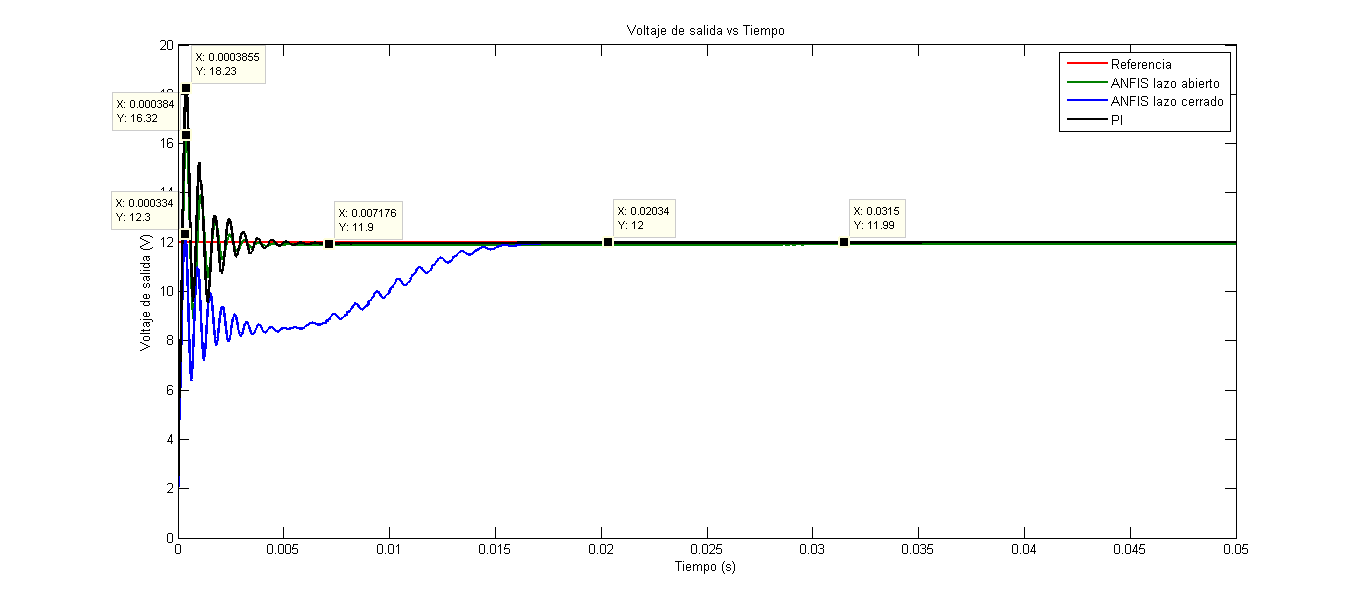 Voltaje de salida vs Tiempo
20
18
16
14
12
10
8
6
4
2
0
Voltaje de salida (V)
X: 0.0003855
Y: 18.23
X: 0.000384
Y: 16.32
X: 0.000334
Y: 12.3
X: 0.007176
Y: 11.9
X: 0.02034
Y: 12
X: 0.0315
Y: 11.99
Referencia
ANFIS lazo abierto
ANFIS lazo cerrado
PI
0
0.005
0.01
0.015
0.02
0.025
0.03
0.035
0.04
0.045
0.05
Tiempo (s)